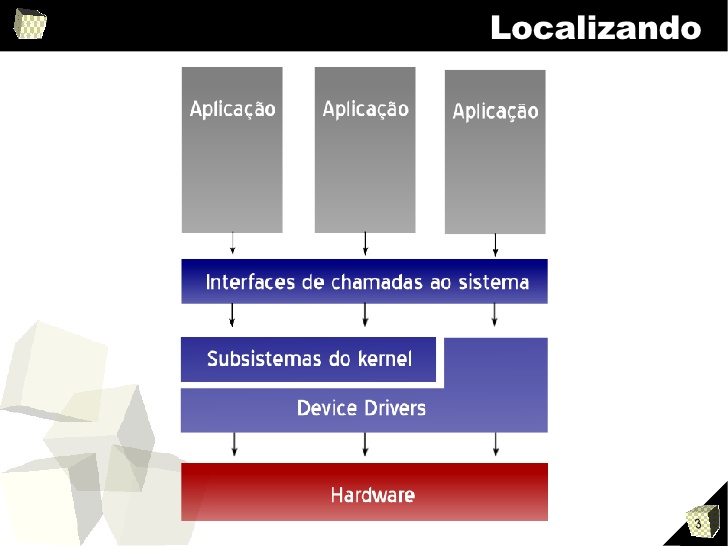 Localizando
Aplicação
Aplicação
Aplicação
Interfaces de chamadas ao sistema
Subsistemas do kernel
Device Drivers
Hardware
3